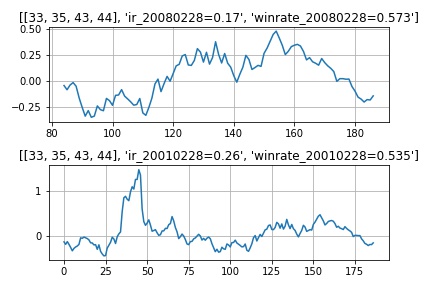 [[33, 35, 43, 44], 'ir_20080228=0.17', 'winrate_20080228=0.573']
0.50
0.25
0.00
−0.25
80 100 120 140 160 180
[[33, 35, 43, 44], 'ir_20010228=0.26', 'winrate_20010228=0.535']
1
0
0 25 50 75 100 125 150 175